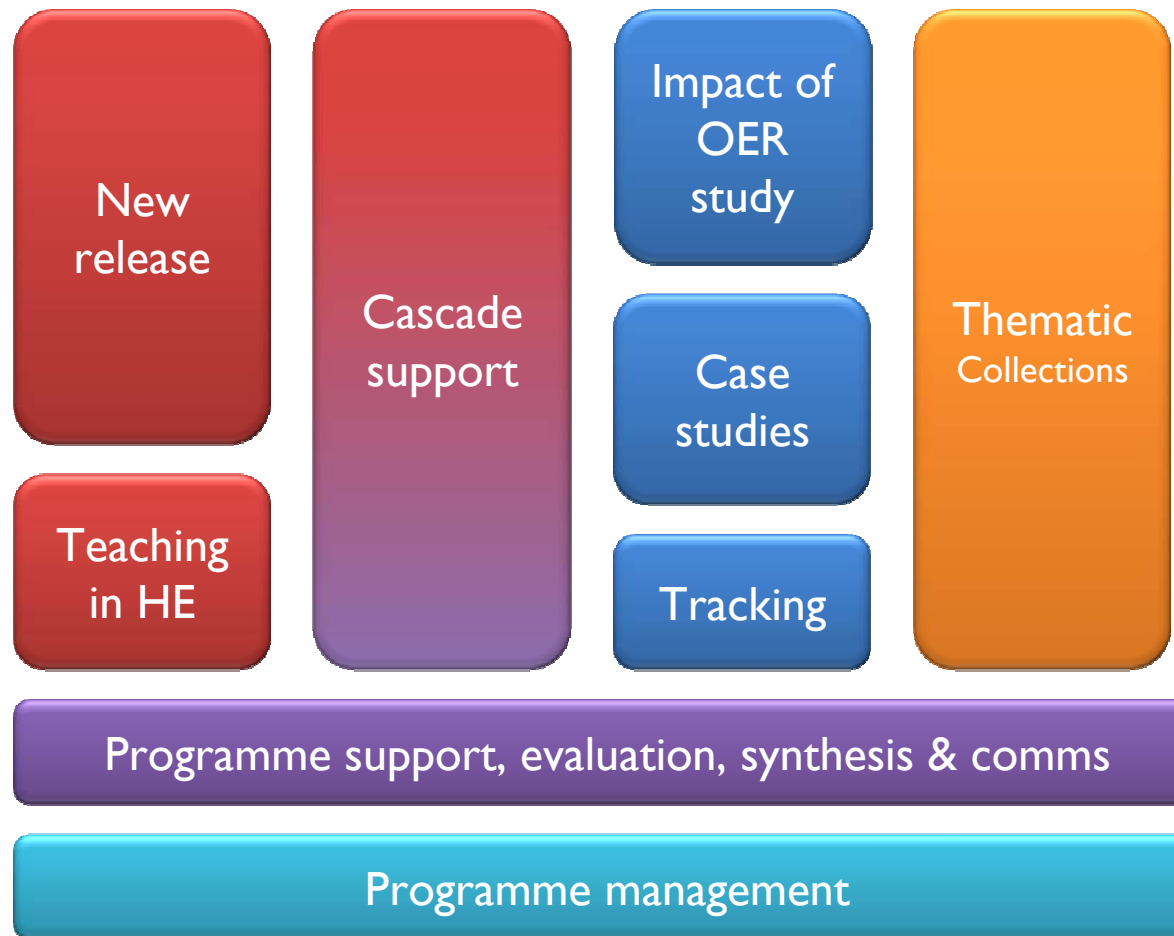 New
release
Teaching
in HE
Cascade
support
Impact of
OER
study
Case
studies
Tracking
Thematic
Collections
Programme support, evaluation, synthesis & comms
Programme management